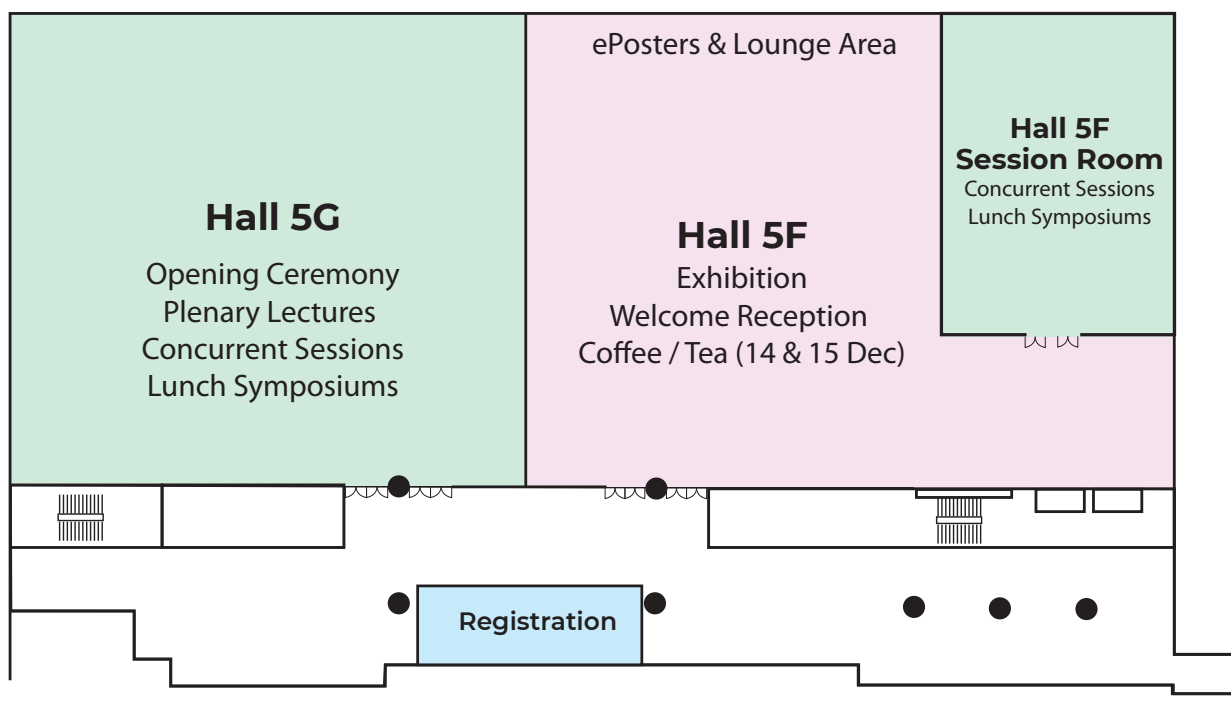 ePosters & Lounge Area
Hall 5F
Session Room
Concurrent Sessions
Lunch Symposiums
Hall 5G
Opening Ceremony
Plenary Lectures
Concurrent Sessions
Lunch Symposiums
Hall 5F
Exhibition
Welcome Reception
Coffee / Tea (14 & 15 Dec)
Registration